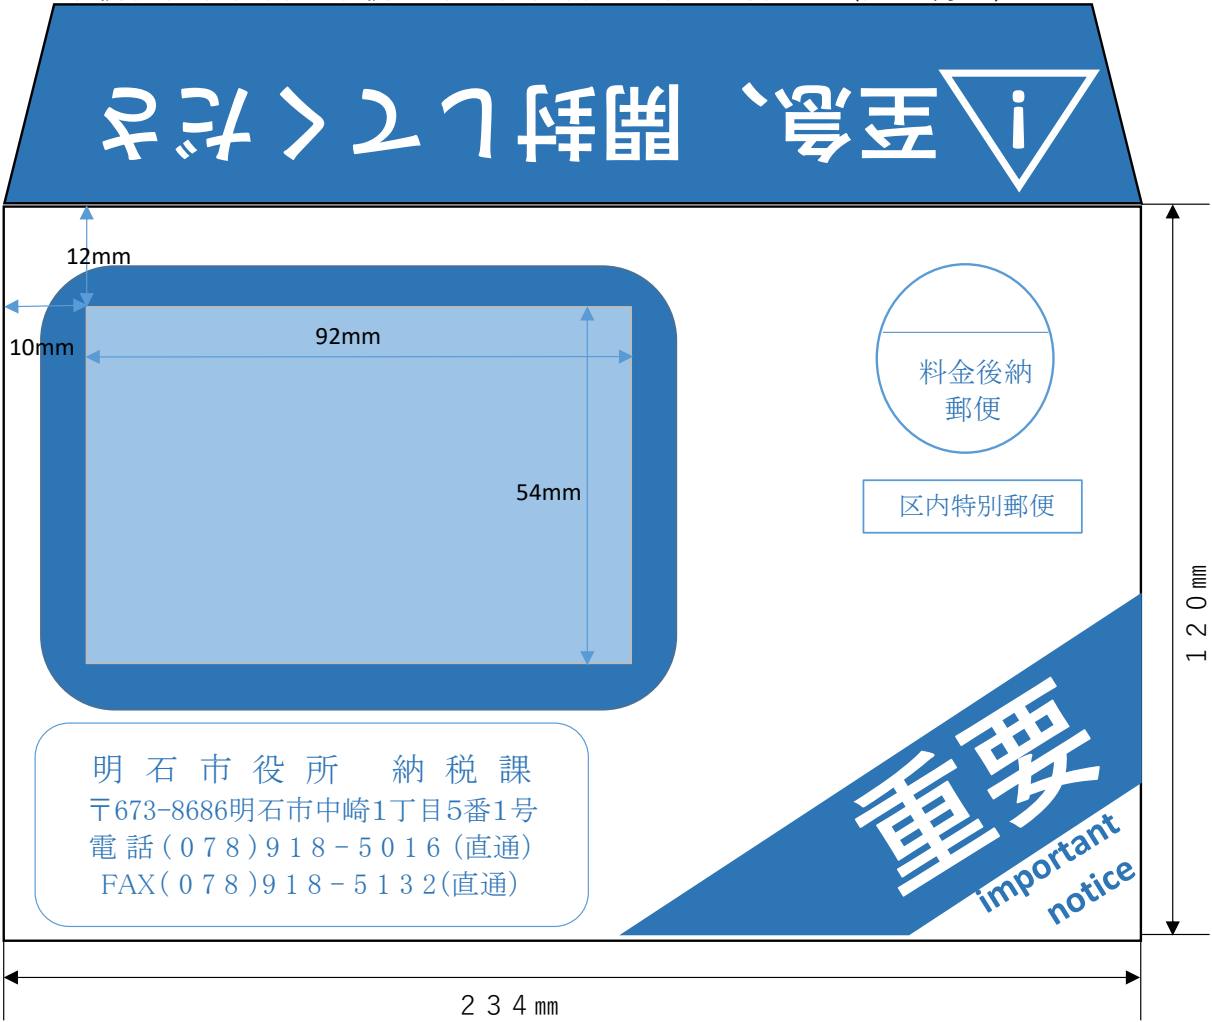 至急、開封してくださ
12mm
10mm
92mm
54mm
料金後納
郵便
区内特別郵便
120㎜
明石市役所 納税課
〒673-8686明石市中崎1丁目5番1号
電話(078)918-5016(直通)
FAX(078)918-5132(直通)
重要
important
notice
234㎜